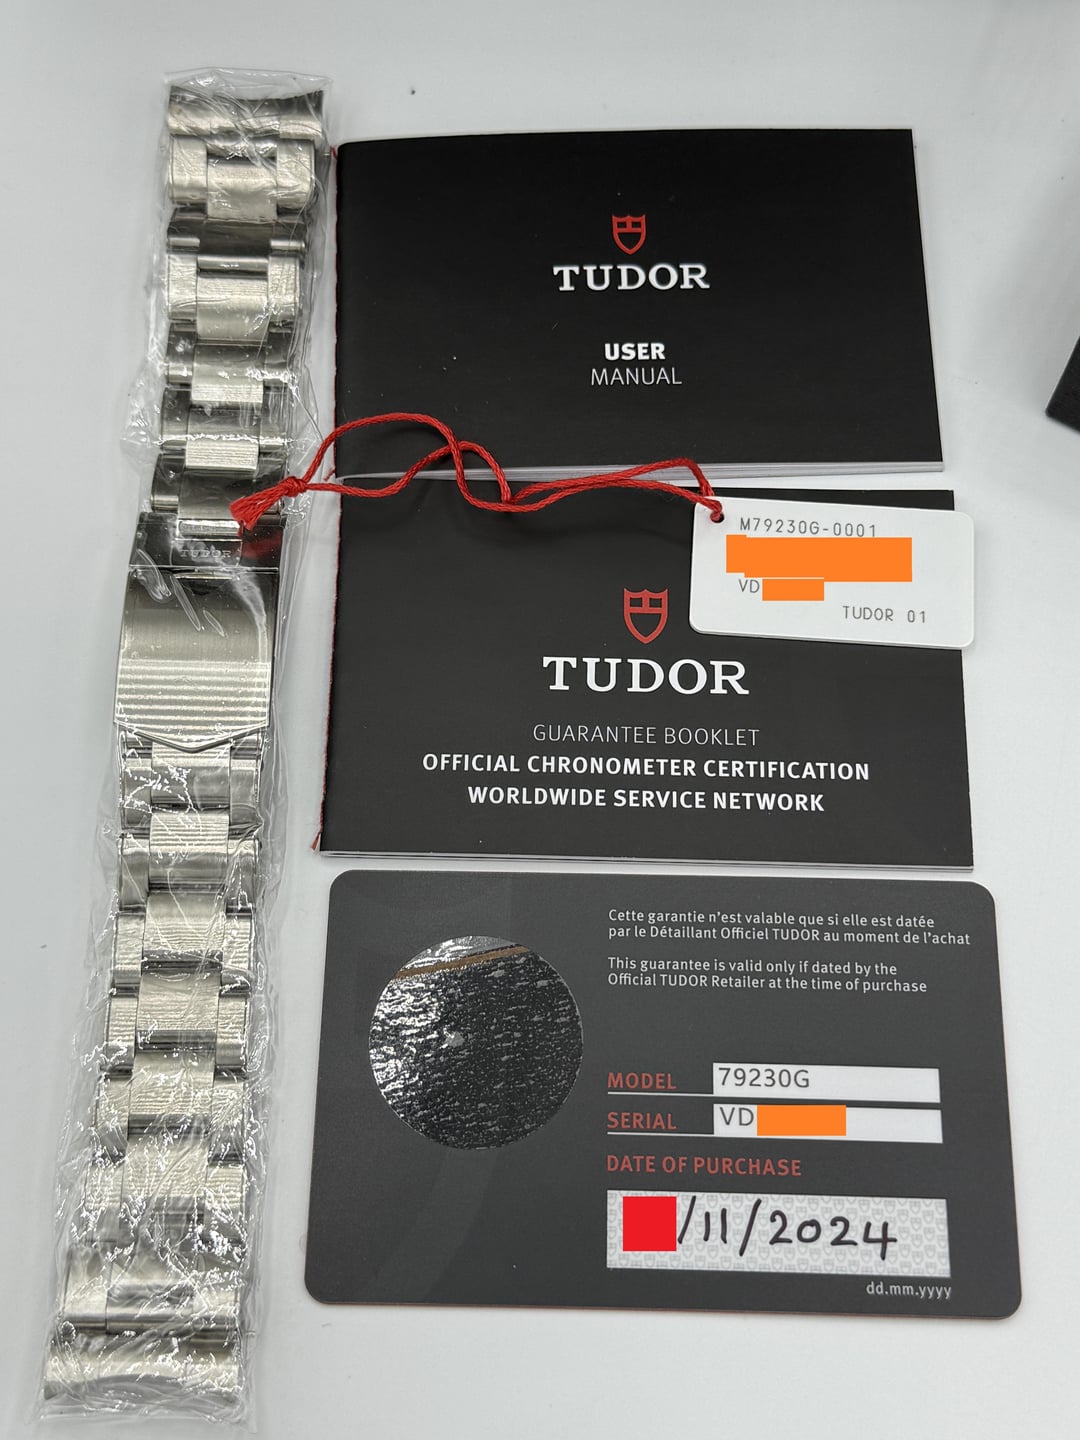 TUDOR
USER
MANUAL
TUDOR
M79230G-0001
VD
TUDOR 01
TUDOR
GUARANTEE BOOKLET
OFFICIAL CHRONOMETER CERTIFICATION
WORLDWIDE SERVICE NETWORK
Cette garantie n'est valable que si elle est datée
par le Détaillant Officiel TUDOR au moment de l'achat
This guarantee is valid only if dated by the
Official TUDOR Retailer at the time of purchase
MODEL 79230G
SERIAL VD
DATE OF PURCHASE
/11/2024
dd.mm.yyyy